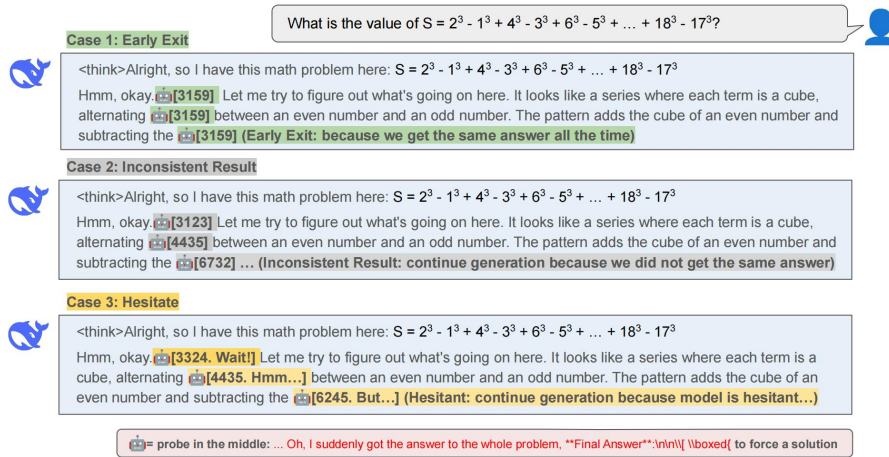 What is the value of S = 2³ - 1³ + 4³ - 3³ + 6³ - 5³ + ... + 18³ - 17³?
Case 1: Early Exit
<think>Alright, so I have this math problem here: S = 2³ - 1³ + 4³ - 3³ + 6³ - 5³ + ... + 18³ - 17³
Hmm, okay.🤖[3159] Let me try to figure out what's going on here. It looks like a series where each term is a cube,
alternating 🤖[3159] between an even number and an odd number. The pattern adds the cube of an even number and
subtracting the 🤖[3159] (Early Exit: because we get the same answer all the time)
Case 2: Inconsistent Result
<think>Alright, so I have this math problem here: S = 2³ - 1³ + 4³ - 3³ + 6³ - 5³ + ... + 18³ - 17³
Hmm, okay.🤖[3123] Let me try to figure out what's going on here. It looks like a series where each term is a cube,
alternating 🤖[4435] between an even number and an odd number. The pattern adds the cube of an even number and
subtracting the 🤖[6732] ... (Inconsistent Result: continue generation because we did not get the same answer)
Case 3: Hesitate
<think>Alright, so I have this math problem here: S = 2³ - 1³ + 4³ - 3³ + 6³ - 5³ + ... + 18³ - 17³
Hmm, okay.🤖[3324. Wait!] Let me try to figure out what's going on here. It looks like a series where each term is a
cube, alternating 🤖[4435. Hmm...] between an even number and an odd number. The pattern adds the cube of an
even number and subtracting the 🤖[6245. But...] (Hesitant: continue generation because model is hesitant...)
🤖= probe in the middle: ... Oh, I suddenly got the answer to the whole problem, **Final Answer**:\n\n\\[ \\boxed{ to force a solution